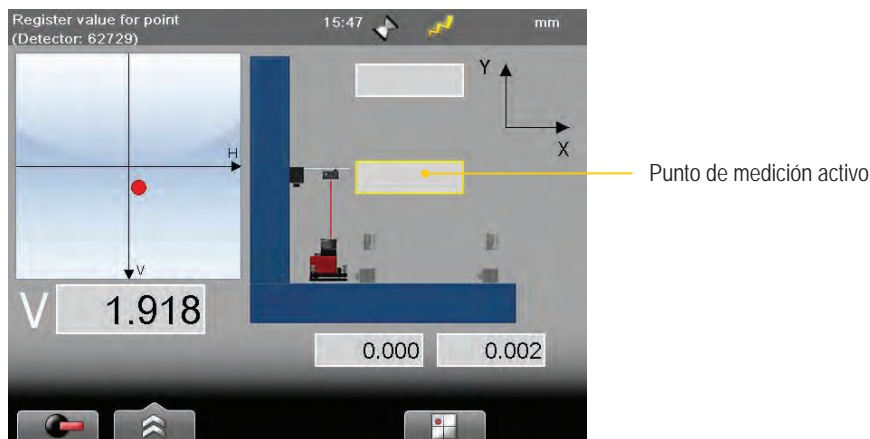 Register value for point
(Detector: 62729)
15:47
mm
Y
X
H
V
Punto de medición activo
V 1.918
0.000
0.002